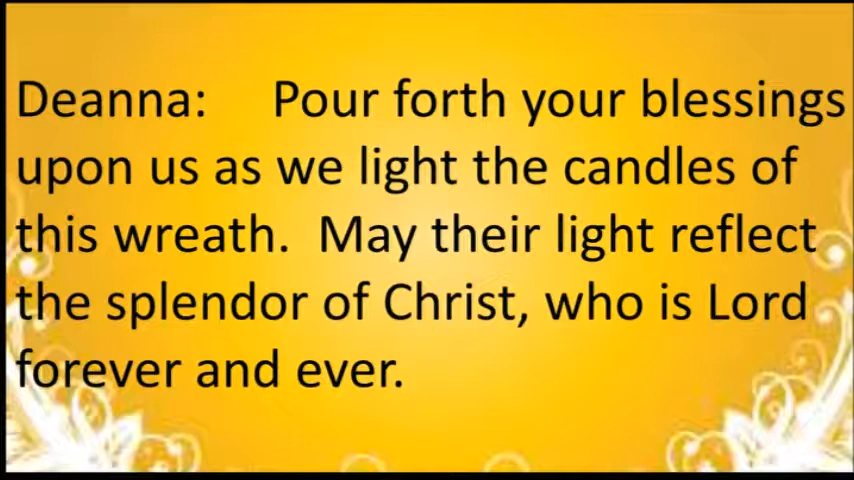 Deanna: Pour forth your blessings
upon us as we light the candles of
this wreath. May their light reflect
the splendor of Christ, who is Lord
forever and ever.